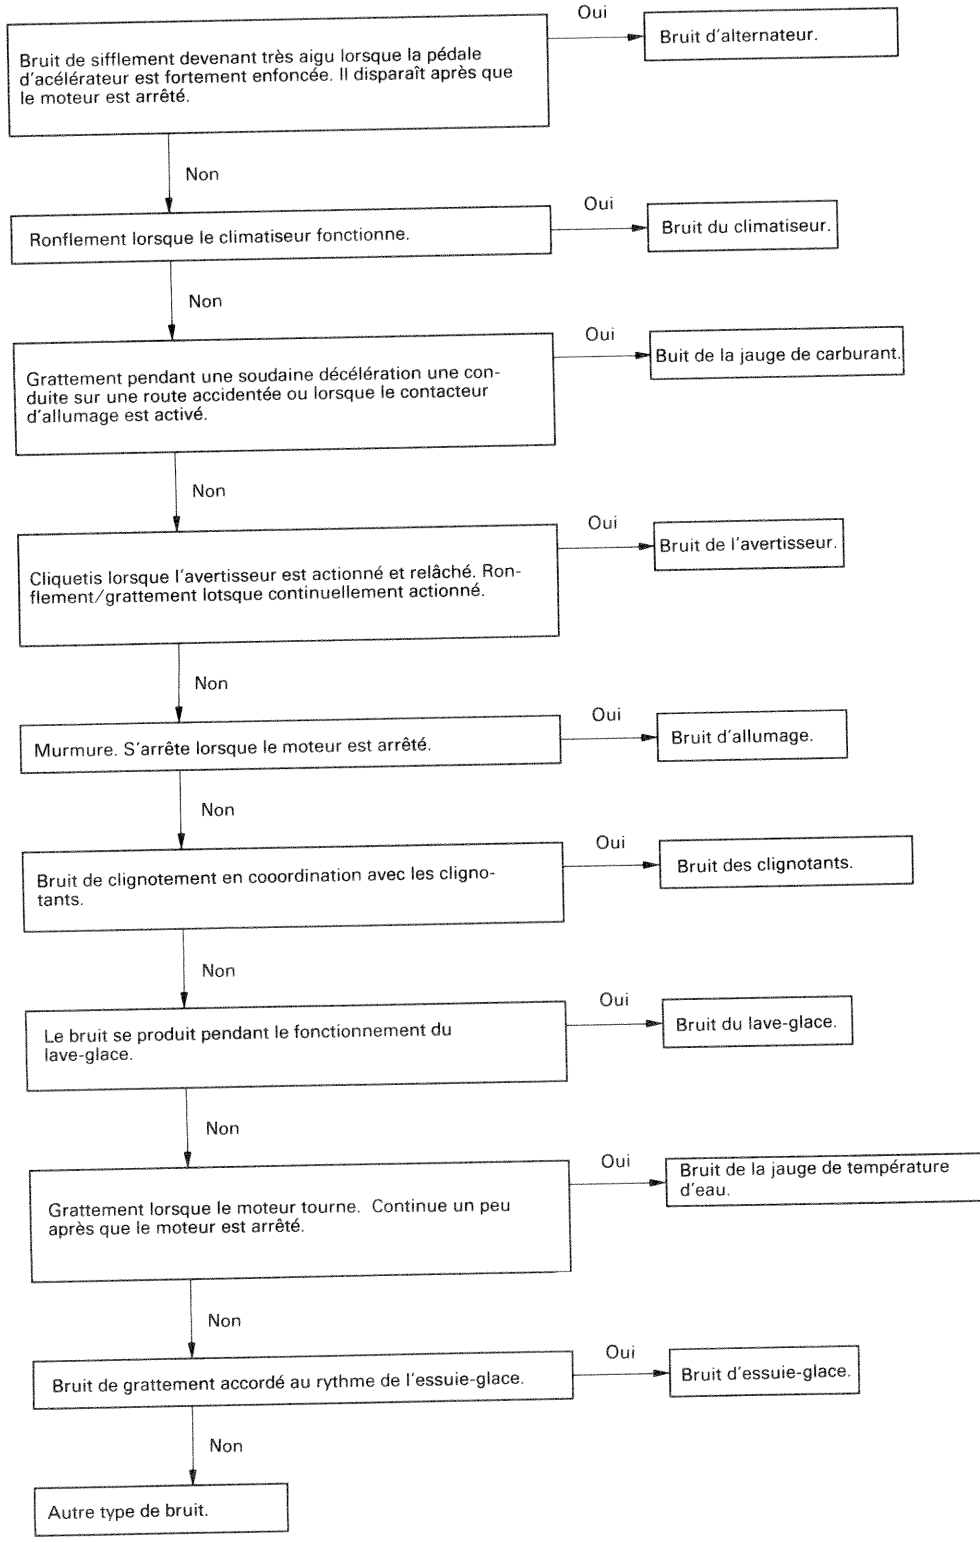 Oui
Bruit de sifflement devenant très aigu lorsque la pédale
d'acélérateur est fortement enfoncée. Il disparaît après que
le moteur est arrêté.
Bruit d'alternateur.
Non
Oui
Ronflement lorsque le climatiseur fonctionne.
Bruit du climatiseur.
Non
Oui
Grattement pendant une soudaine décélération une con-
duite sur une route accidentée ou lorsque le contacteur
d'allumage est activé.
Buit de la jauge de carburant.
Non
Oui
Cliquetis lorsque l'avertisseur est actionné et relâché. Ron-
flement/grattement lotsque continuellement actionné.
Bruit de l'avertisseur.
Non
Oui
Murmure. S'arrête lorsque le moteur est arrêté.
Bruit d'allumage.
Non
Oui
Bruit de clignotement en cooordination avec les cligno-
tants.
Bruit des clignotants.
Non
Oui
Le bruit se produit pendant le fonctionnement du
lave-glace.
Bruit du lave-glace.
Non
Oui
Grattement lorsque le moteur tourne. Continue un peu
après que le moteur est arrêté.
Bruit de la jauge de température
d'eau.
Non
Oui
Bruit de grattement accordé au rythme de l'essuie-glace.
Bruit d'essuie-glace.
Non
Autre type de bruit.